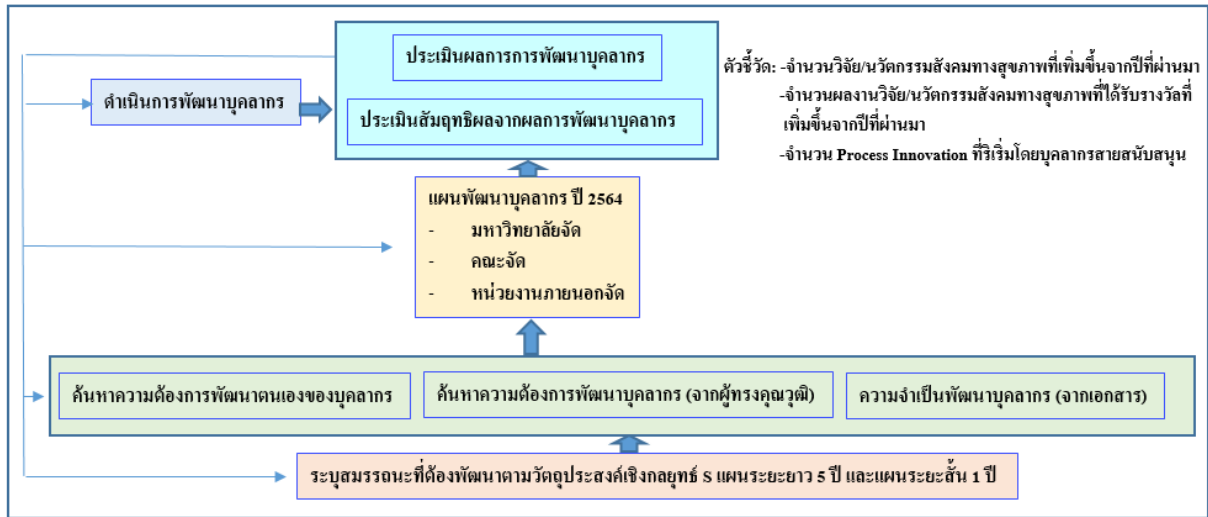 ประเมินผลการการพัฒนาบุคลากร
ตัวชี้วัด: -จำนวนวิจัย/นวัตกรรมสังคมทางสุขภาพที่เพิ่มขึ้นจากปีที่ผ่านมา
-จำนวนผลงานวิจัย/นวัตกรรมสังคมทางสุขภาพที่ได้รับรางวัลที่
เพิ่มขึ้นจากปีที่ผ่านมา
-จำนวน Process Innovation ที่ริเริ่มโดยบุคลากรสายสนับสนุน
ดำเนินการพัฒนาบุคลากร
ประเมินสัมฤทธิผลจากผลการพัฒนาบุคลากร
แผนพัฒนาบุคลากร ปี 2564
- มหาวิทยาลัยจัด
- คณะจัด
- หน่วยงานภายนอกจัด
ค้นหาความต้องการพัฒนาตนเองของบุคลากร
ค้นหาความต้องการพัฒนาบุคลากร (จากผู้ทรงคุณวุฒิ)
ความจำเป็นพัฒนาบุคลากร (จากเอกสาร)
ระบุสมรรถนะที่ต้องพัฒนาตามวัตถุประสงค์เชิงกลยุทธ์ S แผนระยะยาว 5 ปี และแผนระยะสั้น 1 ปี